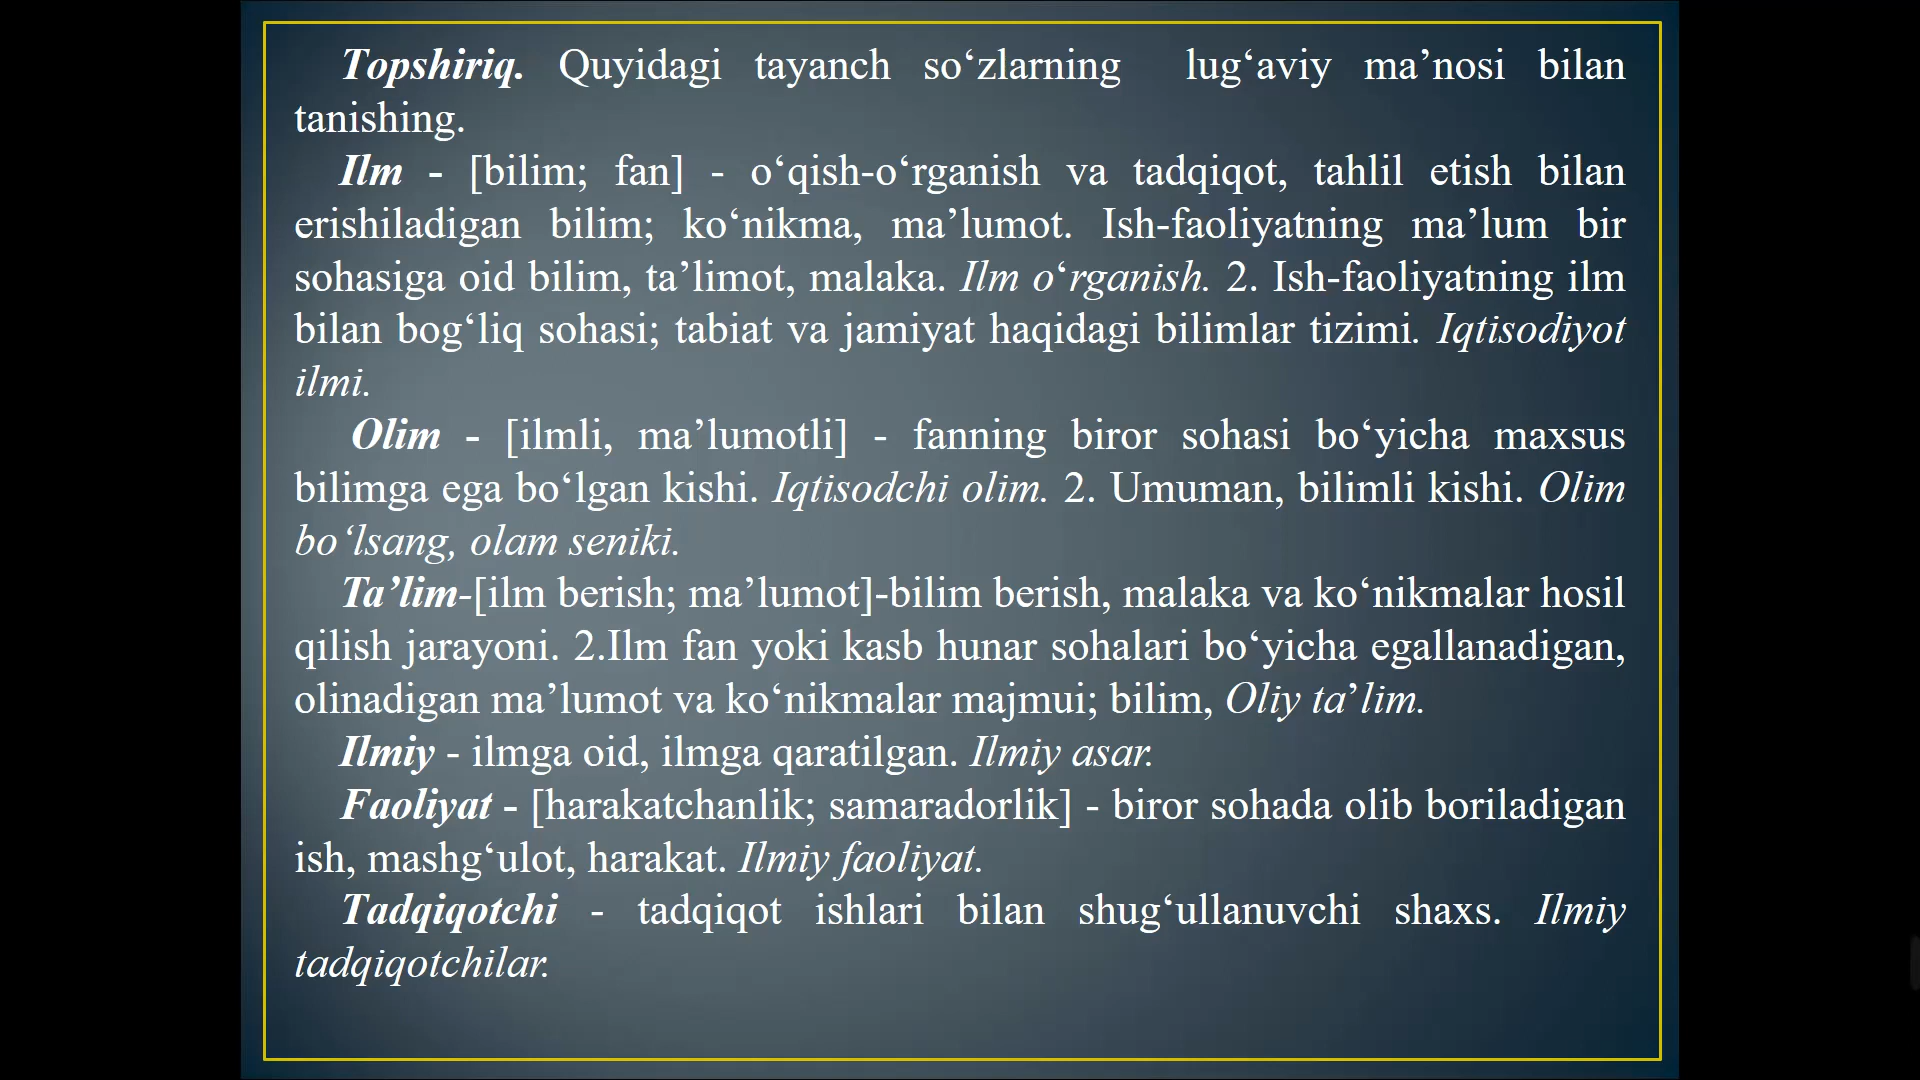 Topshiriq. Quyidagi tayanch so‘zlarning lug‘aviy ma’nosi bilan
tanishing.
Ilm - [bilim; fan] - o‘qish-o‘rganish va tadqiqot, tahlil etish bilan
erishiladigan bilim; ko‘nikma, ma’lumot. Ish-faoliyatning ma’lum bir
sohasiga oid bilim, ta’limot, malaka. Ilm o‘rganish. 2. Ish-faoliyatning ilm
bilan bog‘liq sohasi; tabiat va jamiyat haqidagi bilimlar tizimi. Iqtisodiyot
ilmi.
Olim - [ilmli, ma’lumotli] - fanning biror sohasi bo‘yicha maxsus
bilimga ega bo‘lgan kishi. Iqtisodchi olim. 2. Umuman, bilimli kishi. Olim
bo‘lsang, olam seniki.
Ta’lim-[ilm berish; ma’lumot]-bilim berish, malaka va ko‘nikmalar hosil
qilish jarayoni. 2.Ilm fan yoki kasb hunar sohalari bo‘yicha egallanadigan,
olinadigan ma’lumot va ko‘nikmalar majmui; bilim, Oliy ta’lim.
Ilmiy - ilmga oid, ilmga qaratilgan. Ilmiy asar.
Faoliyat - [harakatchanlik; samaradorlik] - biror sohada olib boriladigan
ish, mashg‘ulot, harakat. Ilmiy faoliyat.
Tadqiqotchi - tadqiqot ishlari bilan shug‘ullanuvchi shaxs. Ilmiy
tadqiqotchilar.